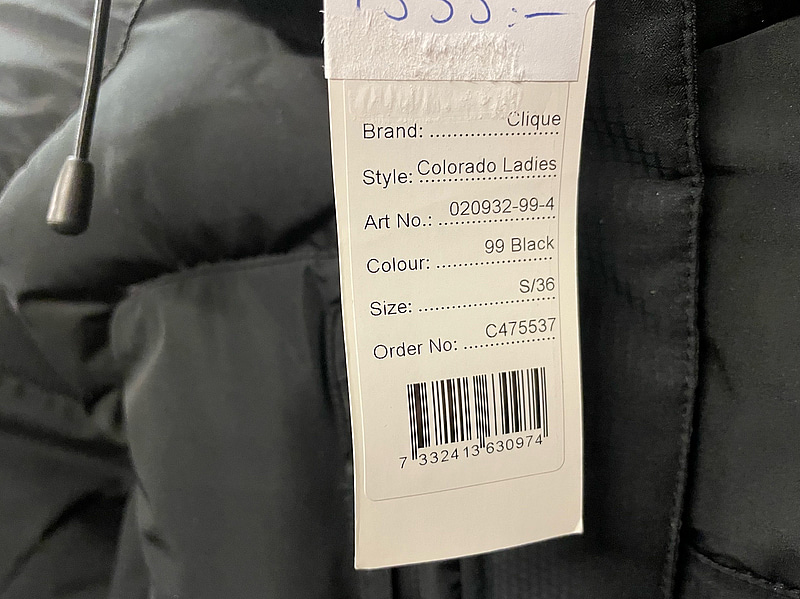 Brand: Clique
Style: Colorado Ladies
Art No.: 020932-99-4
Colour: 99 Black
Size: S/36
Order No: C475537
7 332413 630974